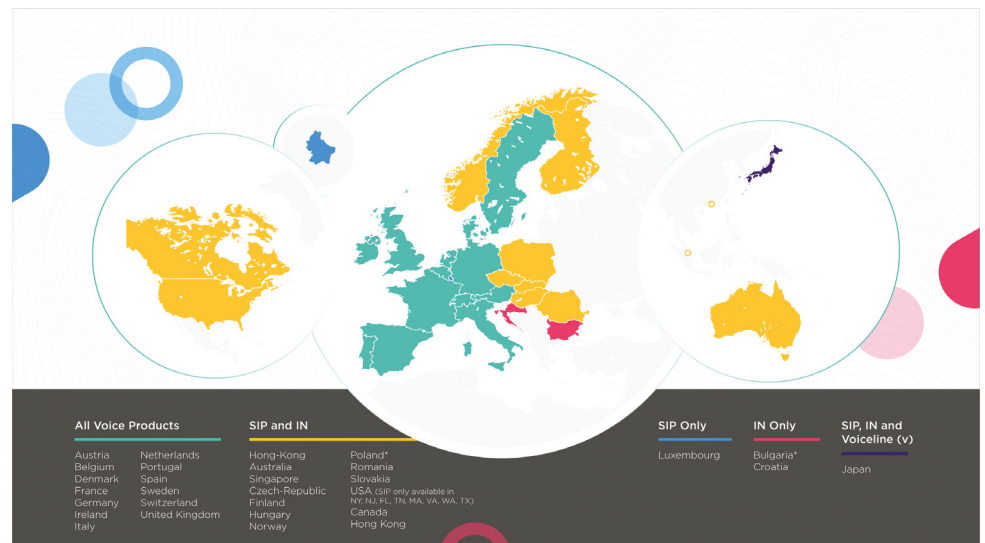 All Voice Products
Austria
Belgium
Denmark
France
Germany
Ireland
Italy
Netherlands
Portugal
Spain
Sweden
Switzerland
United Kingdom
SIP and IN
Hong-Kong
Australia
Singapore
Czech-Republic
Finland
Hungary
Norway
Poland*
Romania
Slovakia
USA (SIP only available in
NY, NJ, FL, TN, MA, VA, WA, TX)
Canada
Hong Kong
SIP Only
Luxembourg
IN Only
Bulgaria*
Croatia
SIP, IN and
Voiceline (v)
Japan